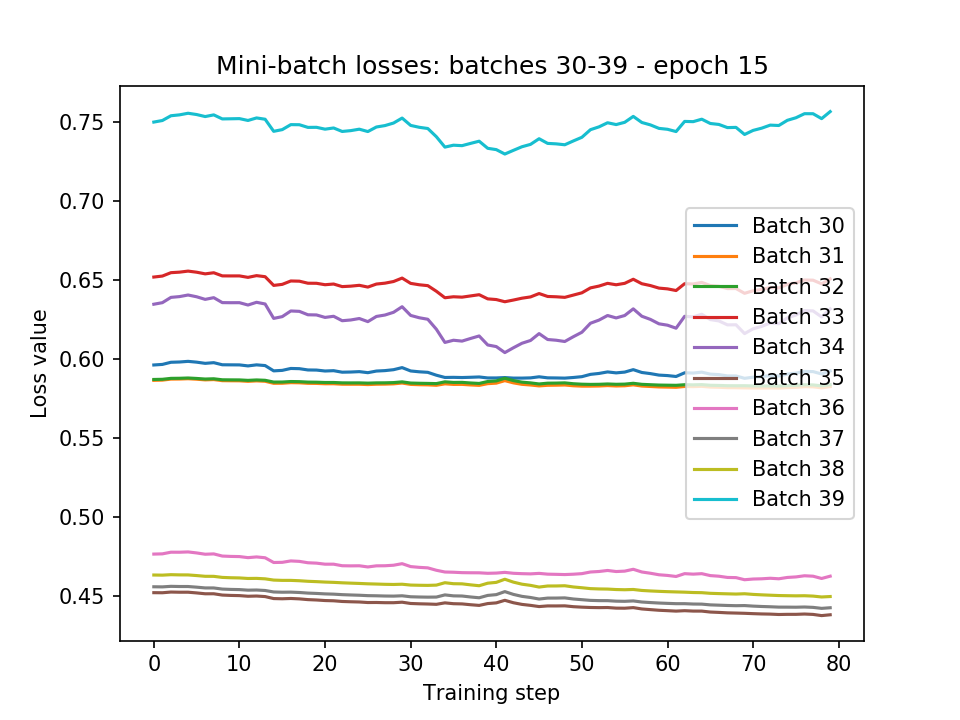 Mini-batch losses: batches 30-39 - epoch 15
Loss value
0.75
0.70
0.65
0.60
0.55
0.50
0.45
Batch 30
Batch 31
Batch 32
Batch 33
Batch 34
Batch 35
Batch 36
Batch 37
Batch 38
Batch 39
0 10 20 30 40 50 60 70 80
Training step